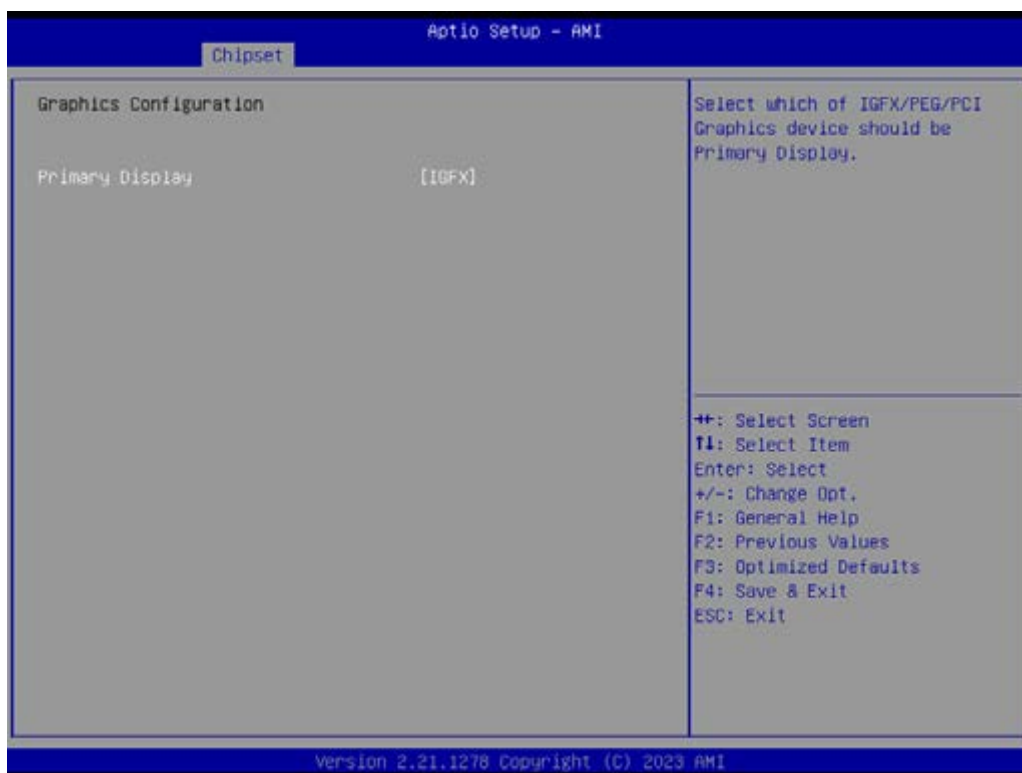 Aptio Setup - AMI
Chipset
Graphics Configuration
Primary Display [IGFX]
Select which of IGFX/PEG/PCI
Graphics device should be
Primary Display.
→←: Select Screen
↑↓: Select Item
Enter: Select
+/-: Change Opt.
F1: General Help
F2: Previous Values
F3: Optimized Defaults
F4: Save & Exit
ESC: Exit
Version 2.21.1278 Copyright (C) 2023 AMI